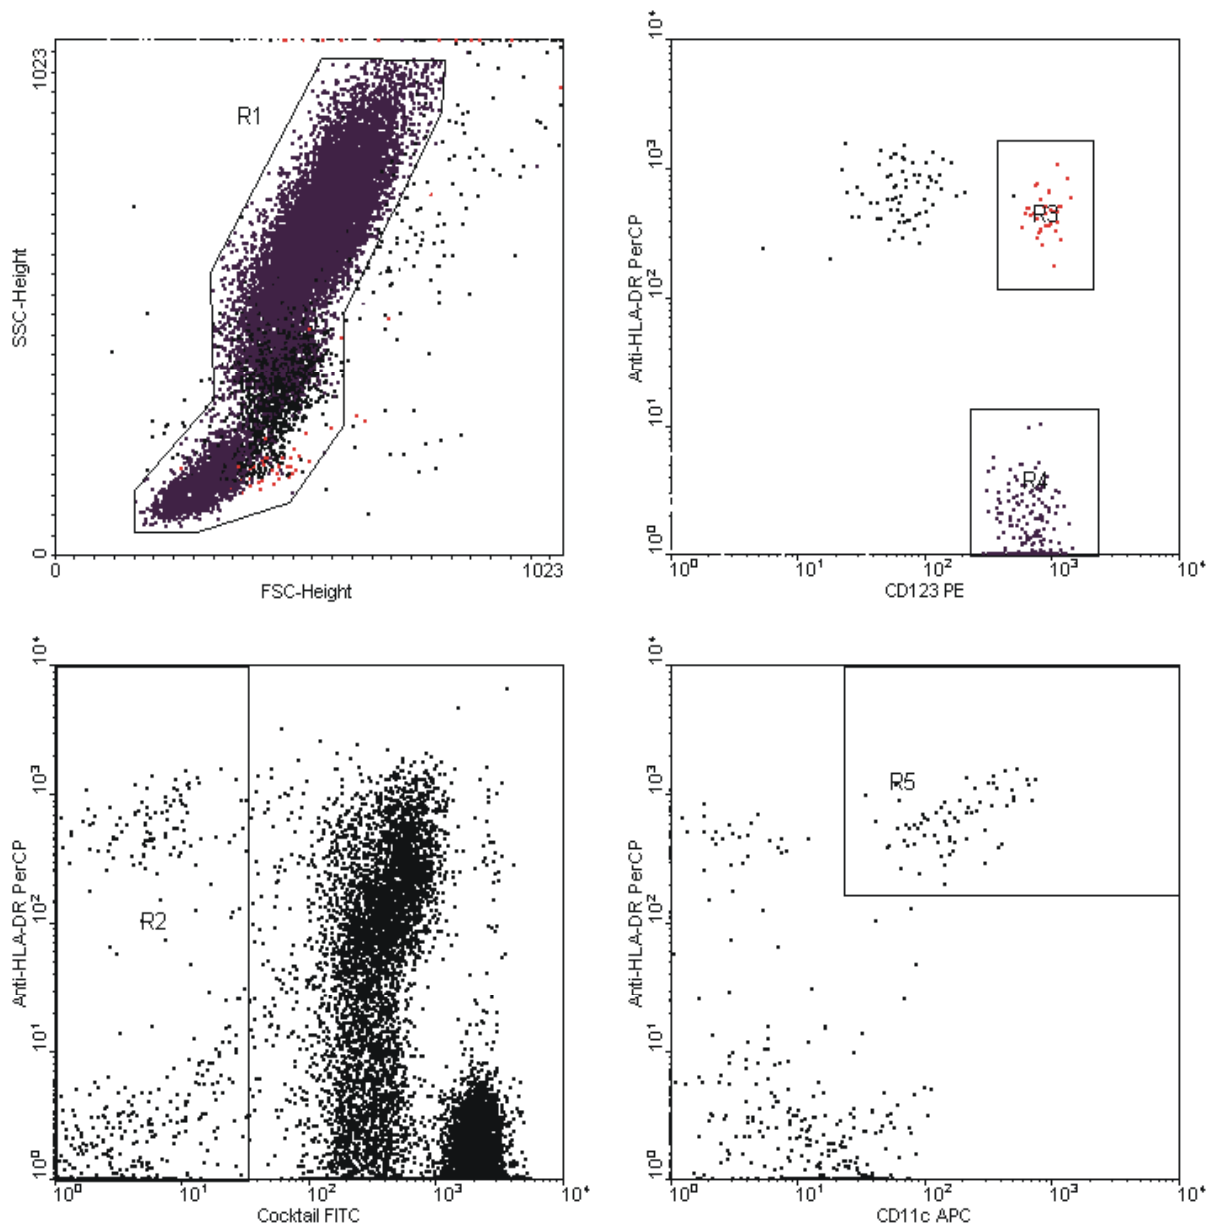 1023
R1
SSC-Height
0
0
1023
FSC-Height
10⁴
10³
R3
Anti-HLA-DR PerCP
10²
10¹
R4
10⁰
10⁰ 10¹ 10² 10³ 10⁴
CD123 PE
10⁴
10³
Anti-HLA-DR PerCP
R2
10²
10¹
10⁰
10⁰ 10¹ 10² 10³ 10⁴
Cocktail FITC
10⁴
10³
R5
Anti-HLA-DR PerCP
10²
10¹
10⁰
10⁰ 10¹ 10² 10³ 10⁴
CD11c APC